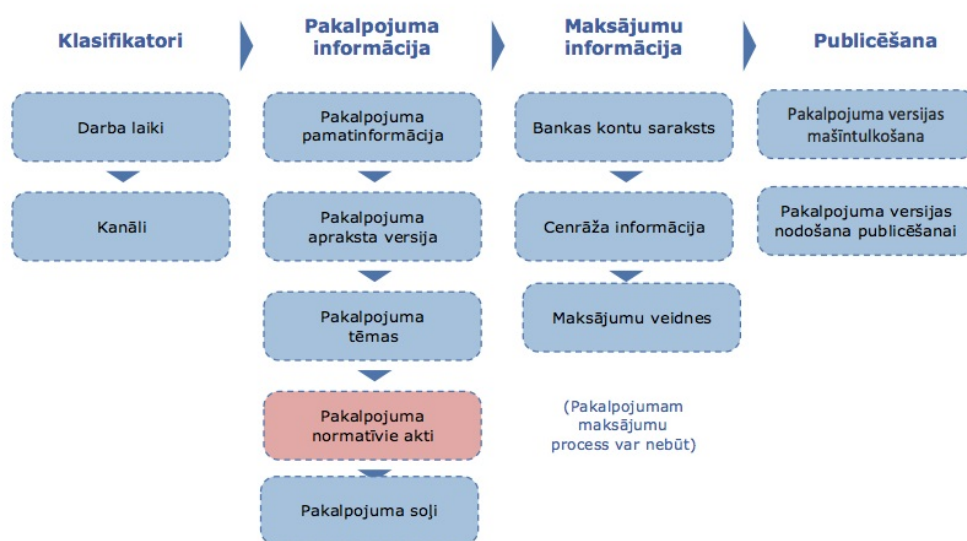 Klasifikatori
Pakalpojuma
informācija
Maksājumu
informācija
Publicēšana
Darba laiki
Kanāli
Pakalpojuma
pamatinformācija
Pakalpojuma
apraksta versija
Pakalpojuma
tēmas
Pakalpojuma
normatīvie akti
Pakalpojuma soļi
Bankas kontu saraksts
Cenrāža informācija
Maksājumu veidnes
(Pakalpojumam
maksājumu
process var nebūt)
Pakalpojuma versijas
mašīntulkošana
Pakalpojuma versijas
nodošana publicēšanai